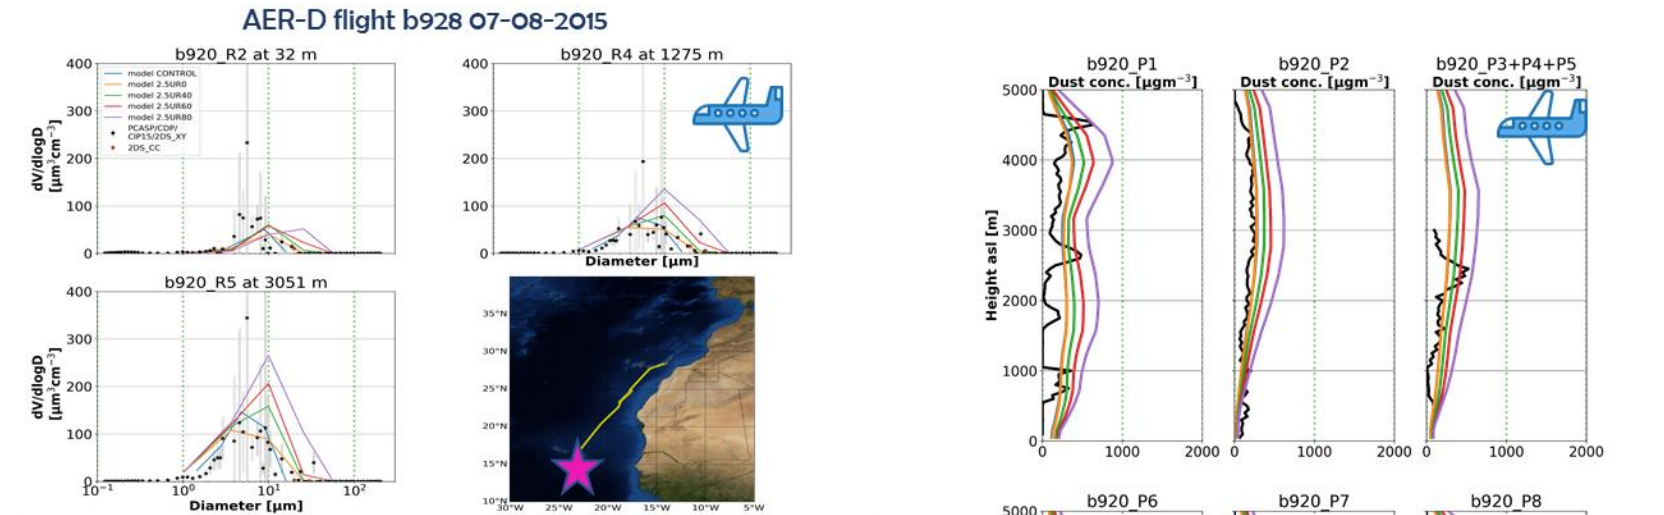 AER-D flight b928 07-08-2015
b920_R2 at 32 m
400
300
200
100
0
dV/dlogD
[µm³cm⁻³]
model CONTROL
model 2.5UR0
model 2.5UR40
model 2.5UR60
model 2.5UR80
PCASP/CDP/
CIP15/2DS_XY
2DS_CC
b920_R4 at 1275 m
400
300
200
100
0
Diameter [µm]
b920_R5 at 3051 m
400
300
200
100
0
dV/dlogD
[µm³cm⁻³]
10⁻¹ 10⁰ 10¹ 10²
Diameter [µm]
35°N
30°N
25°N
20°N
15°N
10°N
30°W 25°W 20°W 15°W 10°W 5°W
b920_P1
Dust conc. [µgm⁻³]
5000
4000
3000
2000
1000
0
Height asl [m]
0 1000 2000
b920_P2
Dust conc. [µgm⁻³]
0 1000 2000
b920_P3+P4+P5
Dust conc. [µgm⁻³]
0 1000 2000
b920_P6
5000
b920_P7
b920_P8